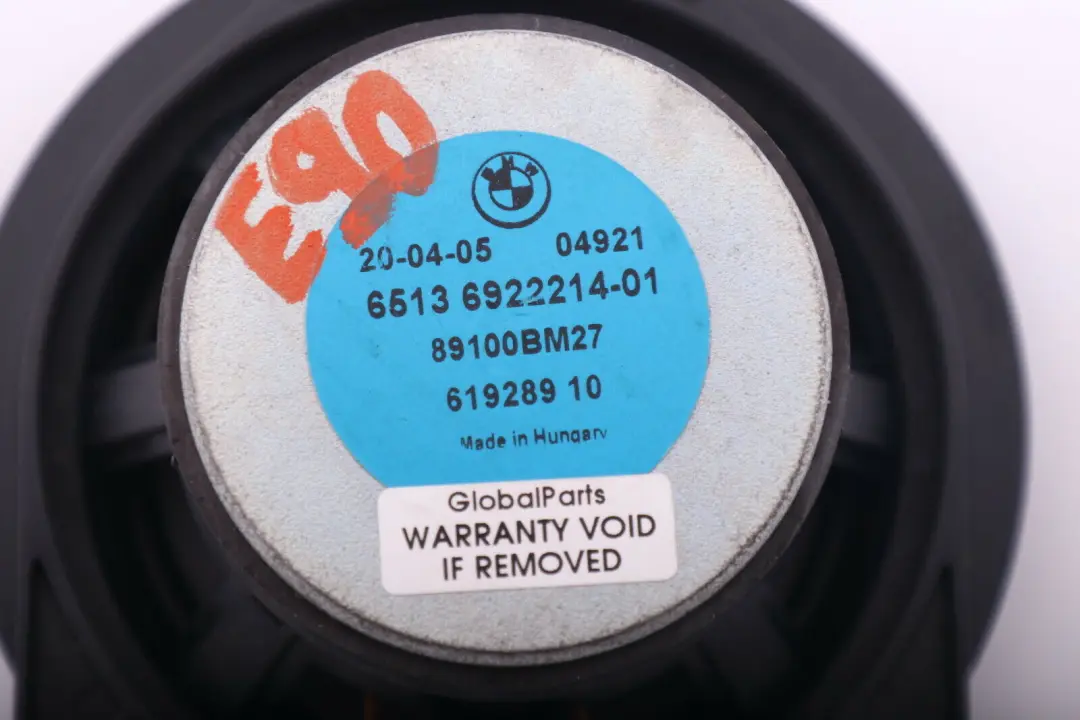 E90
BMW
20-04-05 04921
6513 6922214-01
89100BM27
619289 10
Made in Hungary
GlobalParts
WARRANTY VOID
IF REMOVED